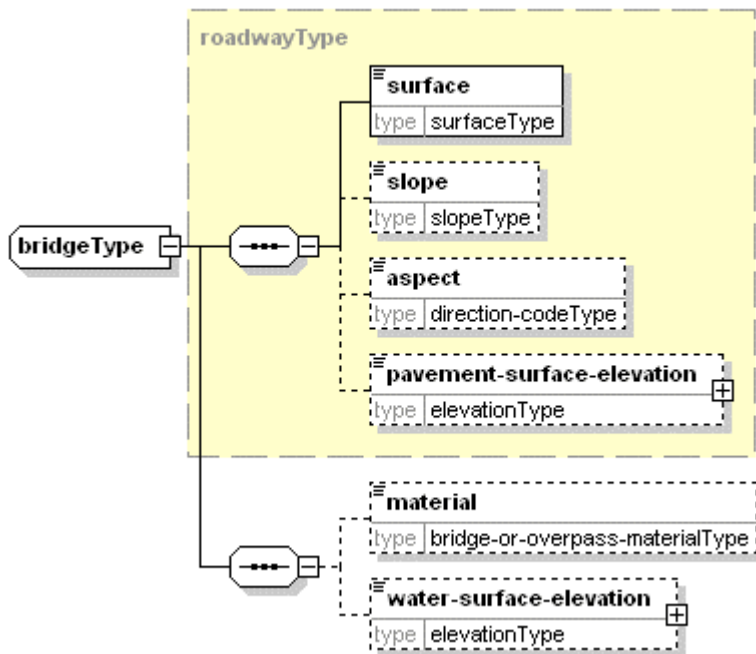 roadwayType
surface
type surfaceType
slope
type slopeType
bridgeType
aspect
type direction-codeType
pavement-surface-elevation
type elevationType
material
type bridge-or-overpass-materialType
water-surface-elevation
type elevationType